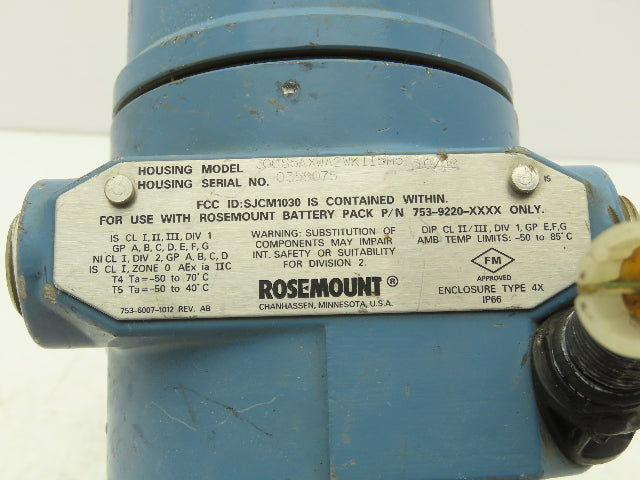 HOUSING MODEL
HOUSING SERIAL NO. 0358075
IS
FCC ID:SJCM1030 IS CONTAINED WITHIN.
FOR USE WITH ROSEMOUNT BATTERY PACK P/N 753-9220-XXXX ONLY.
IS CL I, II, III, DIV 1
GP A, B, C, D, E, F, G
NI CL I, DIV 2, GP A, B, C, D
IS CL I, ZONE 0 AEx ia IIC
T4 Ta = -50 to 70°C
T5 Ta = -50 to 40°C
753-6007-1012 REV. AB
WARNING: SUBSTITUTION OF
COMPONENTS MAY IMPAIR
INT. SAFETY OR SUITABILITY
FOR DIVISION 2
ROSEMOUNT®
CHANHASSEN, MINNESOTA, U.S.A.
DIP CL II/III, DIV 1, GP E,F,G
AMB TEMP LIMITS: -50 to 85°C
FM
APPROVED
ENCLOSURE TYPE 4X
IP66